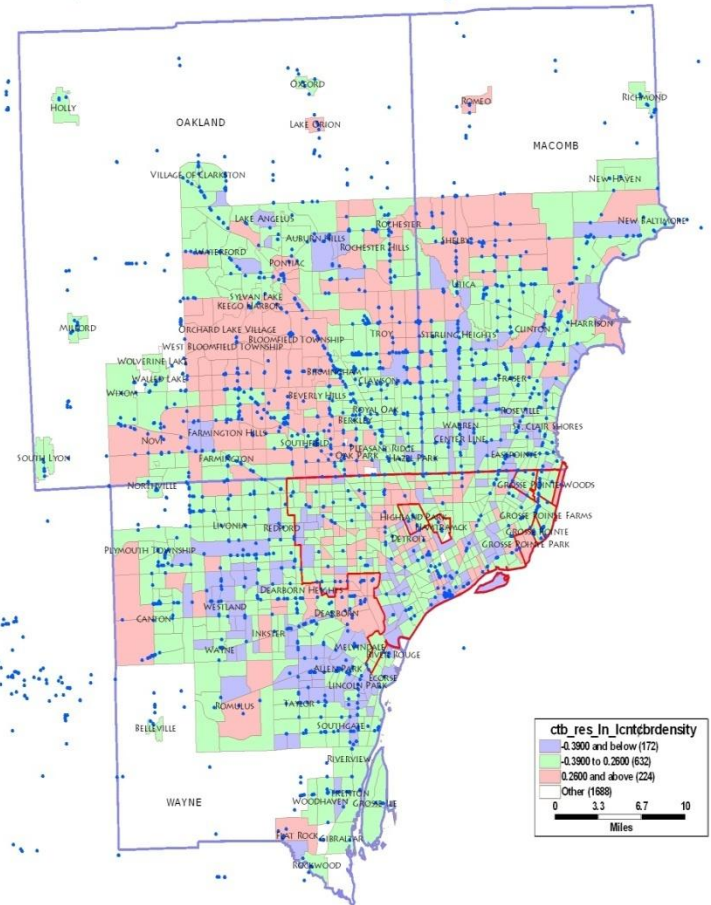 OXFORD
HOLLY
ROMEO
RICHMOND
OAKLAND
LAKE ORION
MACOMB
VILLAGE OF CLARKSTON
NEW HAVEN
LAKE ANGELUS
ROCHESTER
NEW BALTIMORE
AUBURN HILLS
SHELBY
WATERFORD
ROCHESTER HILLS
PONTIAC
UTICA
SYLVAN LAKE
KEEGO HARBOR
MILFORD
ORCHARD LAKE VILLAGE
BLOOMFIELD TOWNSHIP
TROY
STERLING HEIGHTS
CLINTON
HARRISON
WEST BLOOMFIELD TOWNSHIP
WOLVERINE LAKE
WALLED LAKE
BIRMINGHAM
CLAWSON
FRASER
WIXOM
BEVERLY HILLS
ROYAL OAK
BERKLEY
ROSEVILLE
WARREN
ST. CLAIR SHORES
NOVI
FARMINGTON HILLS
SOUTHFIELD
CENTER LINE
PLEASANT RIDGE
OAK PARK
HAZEL PARK
EASTPOINTE
SOUTH LYON
FARMINGTON
NORTHVILLE
GROSSE POINTE WOODS
LIVONIA
REDFORD
HIGHLAND PARK
HAMTRAMCK
GROSSE POINTE FARMS
DETROIT
GROSSE POINTE
GROSSE POINTE PARK
PLYMOUTH TOWNSHIP
DEARBORN HEIGHTS
WESTLAND
DEARBORN
CANTON
INKSTER
WAYNE
MELVINDALE
RIVER ROUGE
ALLEN PARK
ECORSE
LINCOLN PARK
ROMULUS
TAYLOR
BELLEVILLE
SOUTHGATE
RIVERVIEW
WAYNE
TRENTON
WOODHAVEN
GROSSE ILE
FLAT ROCK
GIBRALTAR
ROCKWOOD
-0.3900 and below (172)
-0.3900 to 0.2600 (632)
0.2600 and above (224)
Other (1688)
0 3.3 6.7 10
Miles